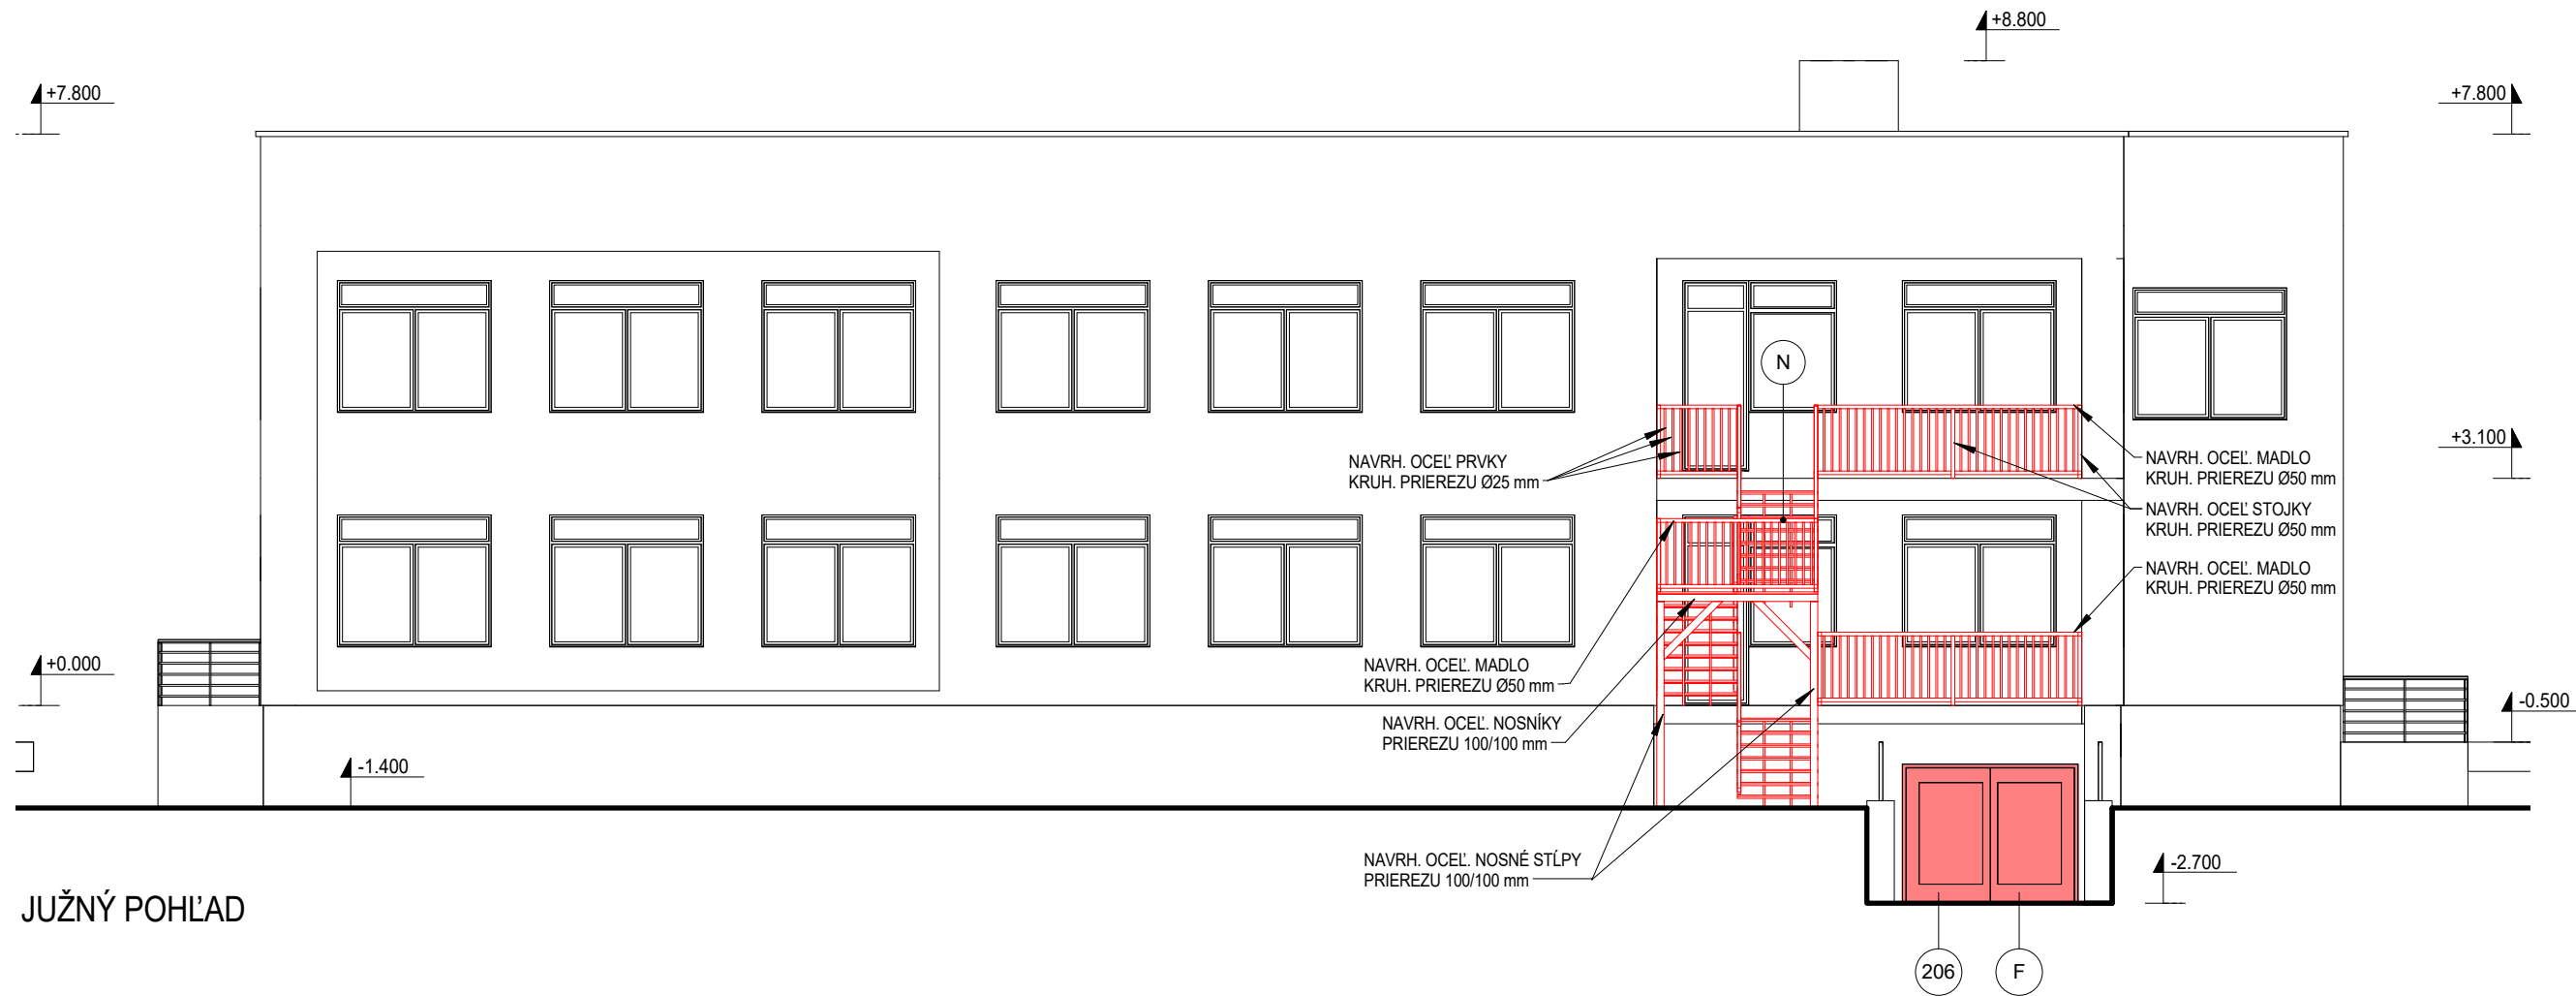 +8.800
+7.800
+7.800
N
NAVRH. OCEĽ PRVKY
KRUH. PRIEREZU Ø25 mm
+3.100
NAVRH. OCEĽ. MADLO
KRUH. PRIEREZU Ø50 mm
NAVRH. OCEĽ STOJKY
KRUH. PRIEREZU Ø50 mm
NAVRH. OCEĽ. MADLO
KRUH. PRIEREZU Ø50 mm
+0.000
NAVRH. OCEĽ. MADLO
KRUH. PRIEREZU Ø50 mm
-0.500
NAVRH. OCEĽ. NOSNÍKY
PRIEREZU 100/100 mm
-1.400
NAVRH. OCEĽ. NOSNÉ STĹPY
PRIEREZU 100/100 mm
-2.700
JUŽNÝ POHĽAD
206
F